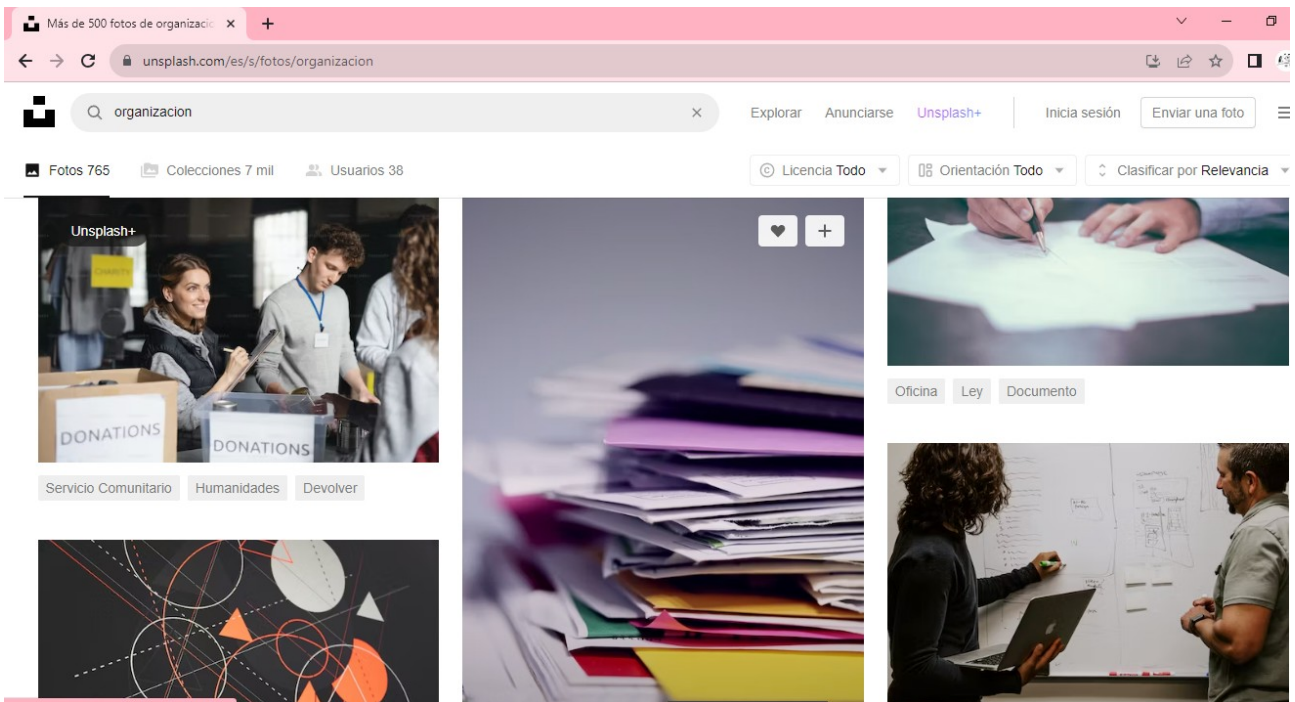 Más de 500 fotos de organizacio
unsplash.com/es/s/fotos/organizacion
organizacion
Explorar Anunciarse Unsplash+ Inicia sesión Enviar una foto
Fotos 765 Colecciones 7 mil Usuarios 38 Licencia Todo Orientación Todo Clasificar por Relevancia
Unsplash+
CHARITY
DONATIONS
DONATIONS
Oficina Ley Documento
Servicio Comunitario Humanidades Devolver